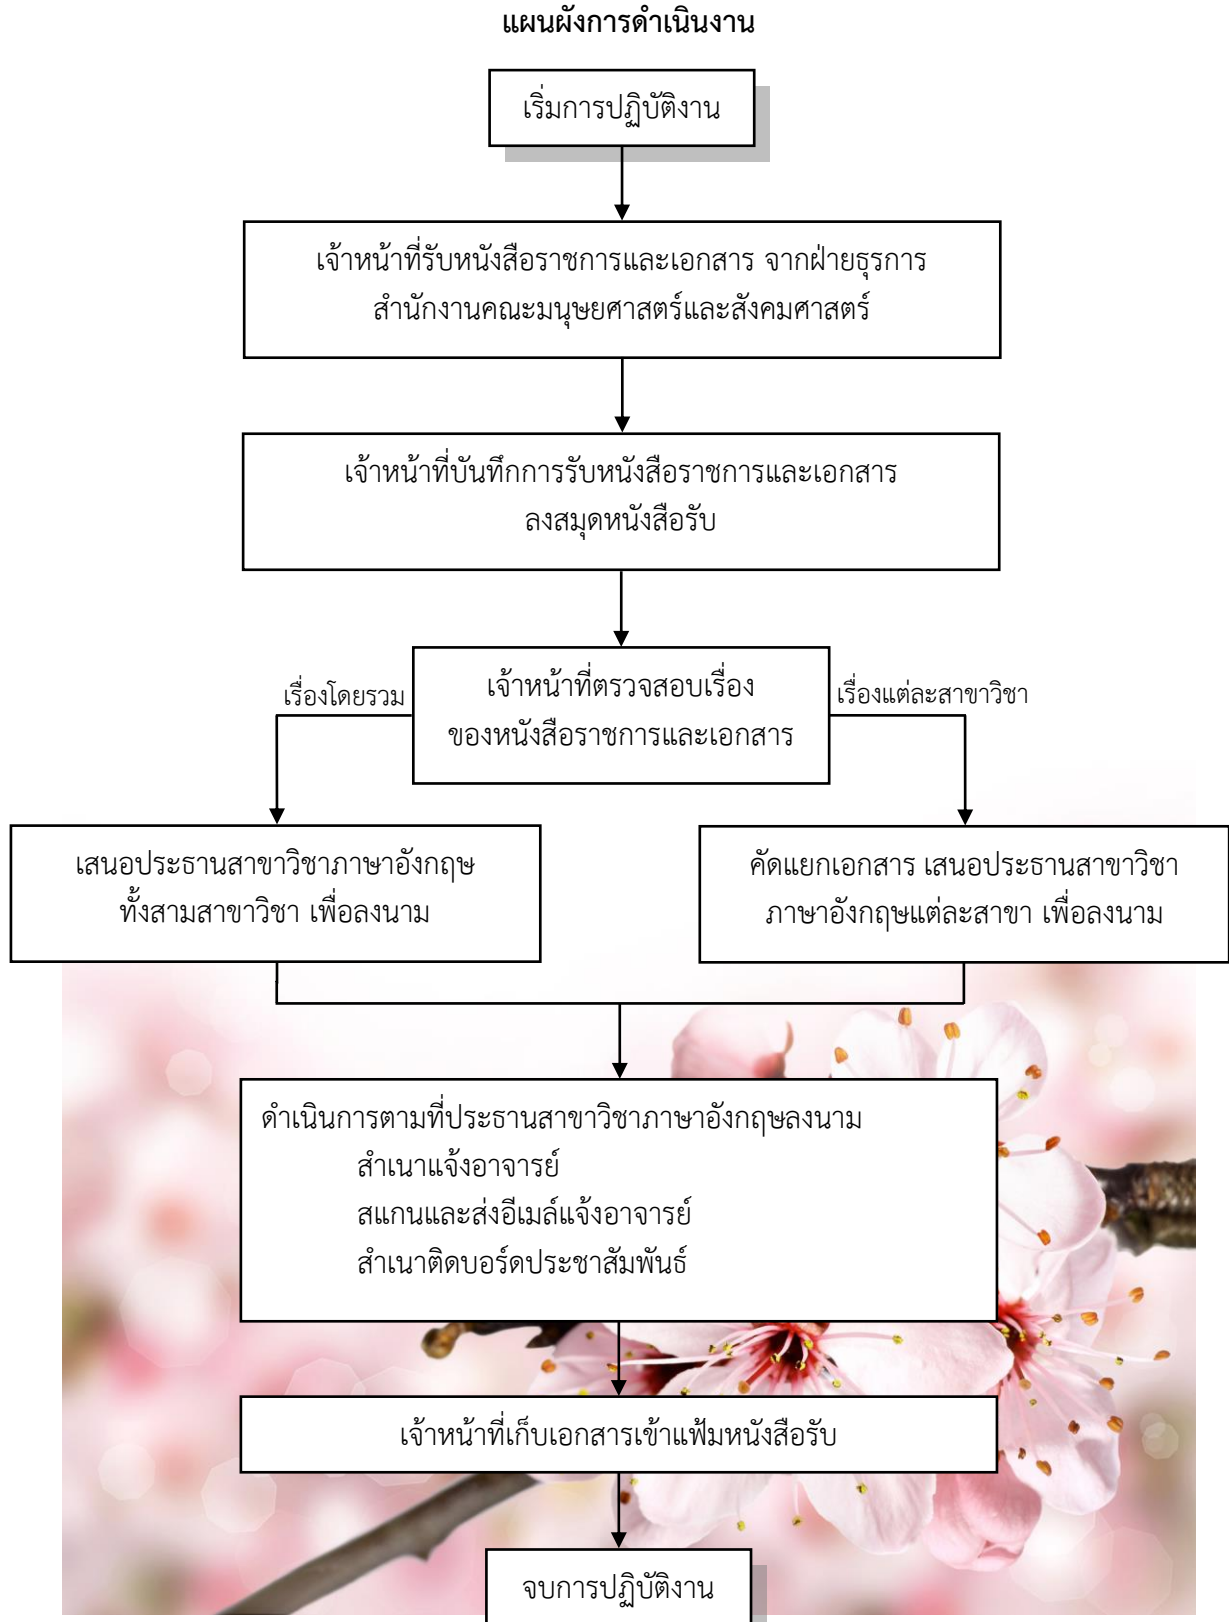 แผนผังการดำเนินงาน
เริ่มการปฏิบัติงาน
เจ้าหน้าที่รับหนังสือราชการและเอกสาร จากฝ่ายธุรการ
สำนักงานคณะมนุษยศาสตร์และสังคมศาสตร์
เจ้าหน้าที่บันทึกการรับหนังสือราชการและเอกสาร
ลงสมุดหนังสือรับ
เจ้าหน้าที่ตรวจสอบเรื่อง
ของหนังสือราชการและเอกสาร
เรื่องโดยรวม
เรื่องแต่ละสาขาวิชา
เสนอประธานสาขาวิชาภาษาอังกฤษ
ทั้งสามสาขาวิชา เพื่อลงนาม
คัดแยกเอกสาร เสนอประธานสาขาวิชา
ภาษาอังกฤษแต่ละสาขา เพื่อลงนาม
ดำเนินการตามที่ประธานสาขาวิชาภาษาอังกฤษลงนาม
สำเนาแจ้งอาจารย์
สแกนและส่งอีเมล์แจ้งอาจารย์
สำเนาติดบอร์ดประชาสัมพันธ์
เจ้าหน้าที่เก็บเอกสารเข้าแฟ้มหนังสือรับ
จบการปฏิบัติงาน